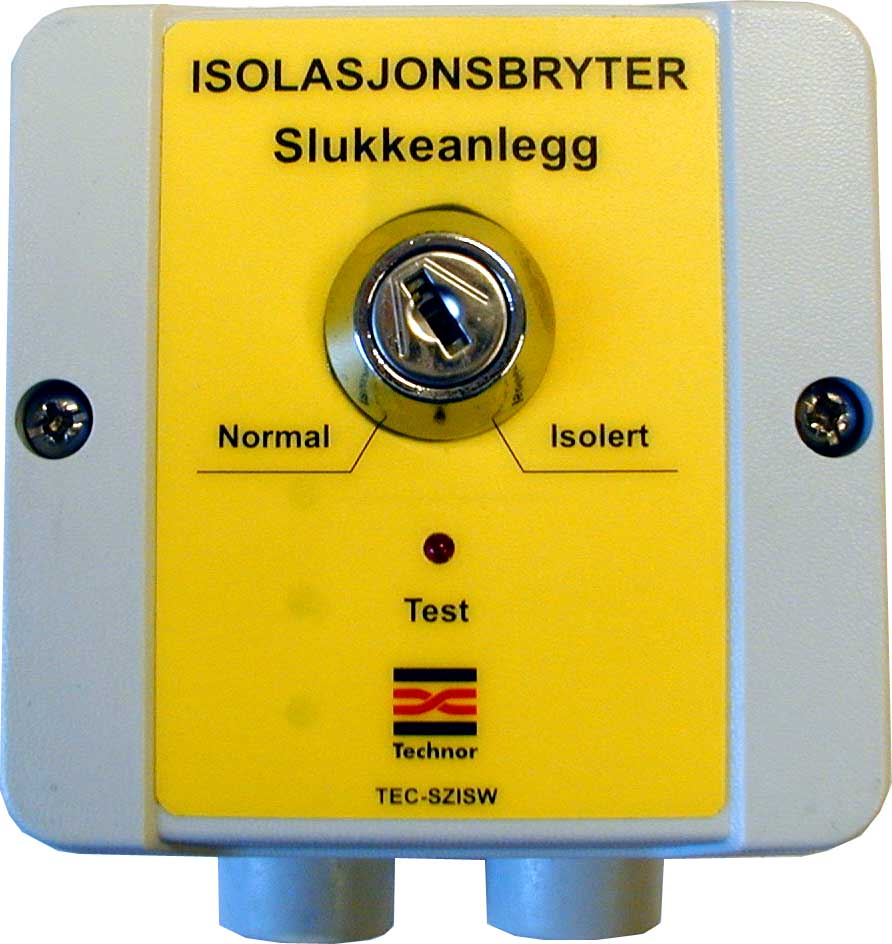 ISOLASJONSBRYTER
Slukkeanlegg
Normal Isolert
Test
Technor
TEC-SZISW